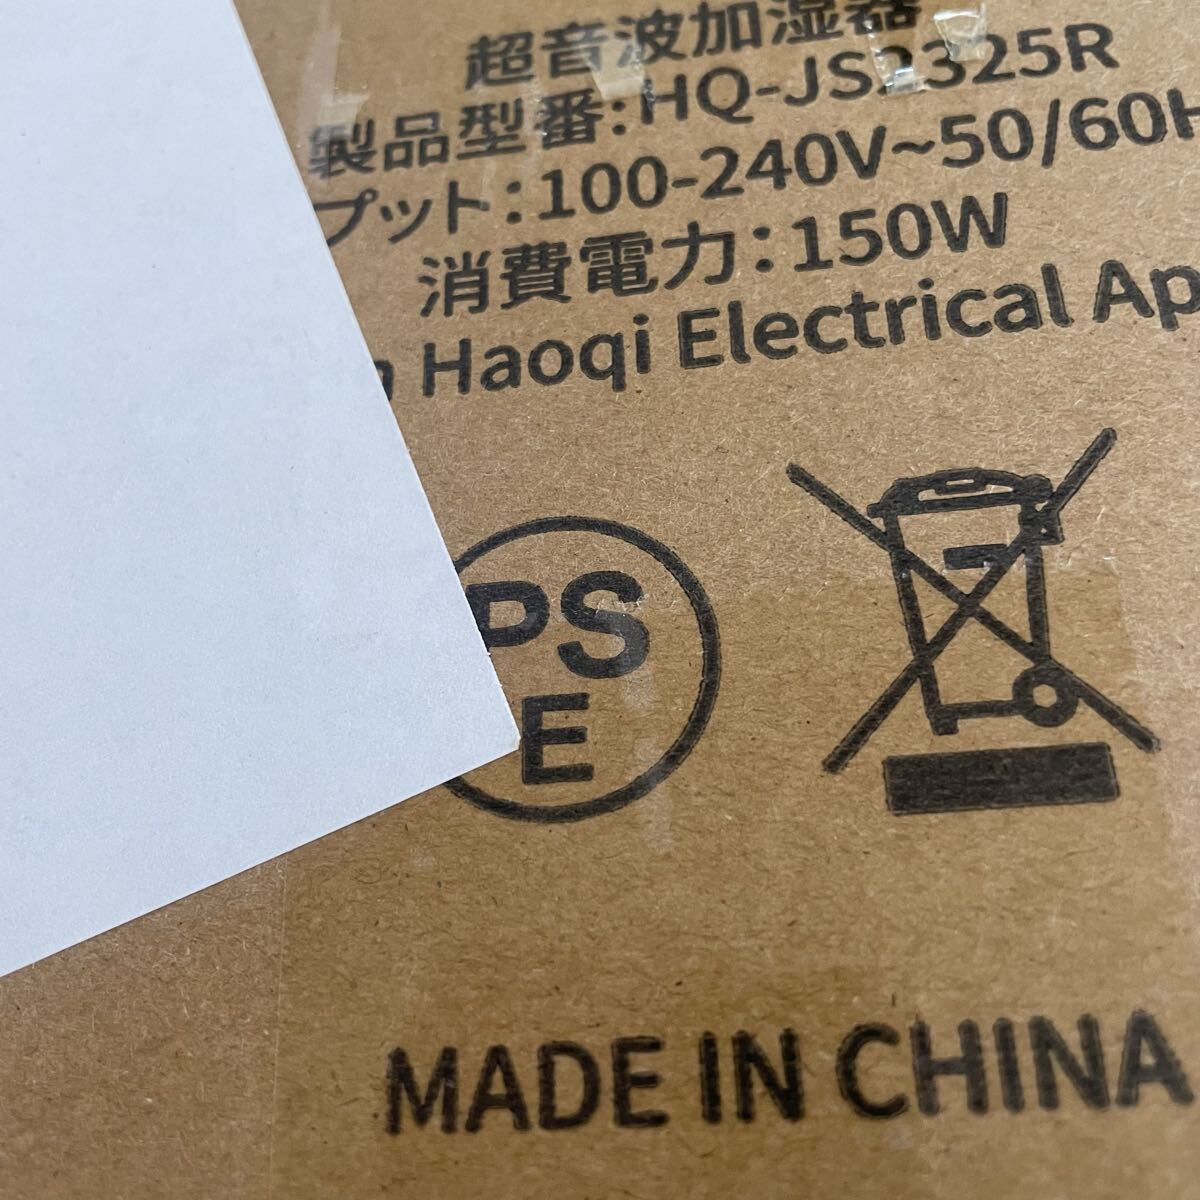 超音波加湿器
製品型番:HQ-JS2325R
プット:100-240V~50/60H
消費電力:150W
Haoqi Electrical Ap
PS
E
MADE IN CHINA